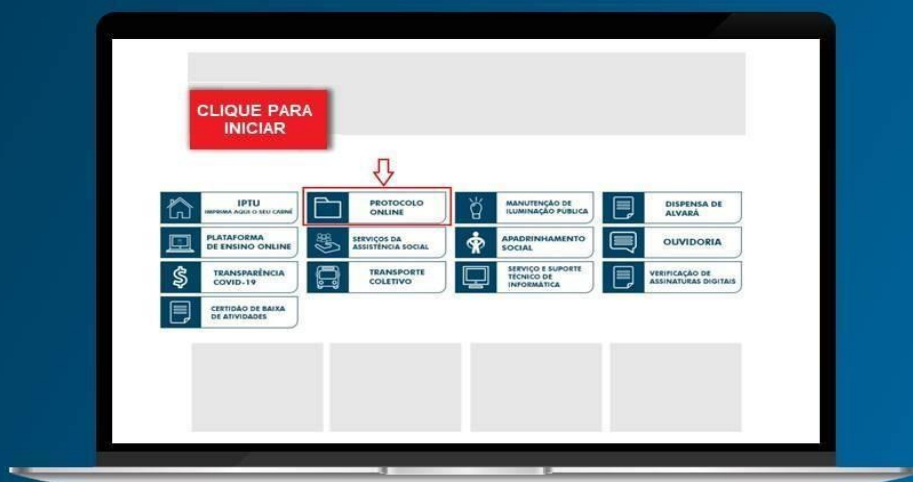 CLIQUE PARA
INICIAR
IPTU
IMPRIMA AQUI O SEU CARNÊ
PROTOCOLO
ONLINE
MANUTENÇÃO DE
ILUMINAÇÃO PÚBLICA
DISPENSA DE
ALVARÁ
PLATAFORMA
DE ENSINO ONLINE
SERVIÇOS DA
ASSISTÊNCIA SOCIAL
APADRINHAMENTO
SOCIAL
OUVIDORIA
TRANSPARÊNCIA
COVID-19
TRANSPORTE
COLETIVO
SERVIÇO E SUPORTE
TÉCNICO DE
INFORMÁTICA
VERIFICAÇÃO DE
ASSINATURAS DIGITAIS
CERTIDÃO DE BAIXA
DE ATIVIDADES